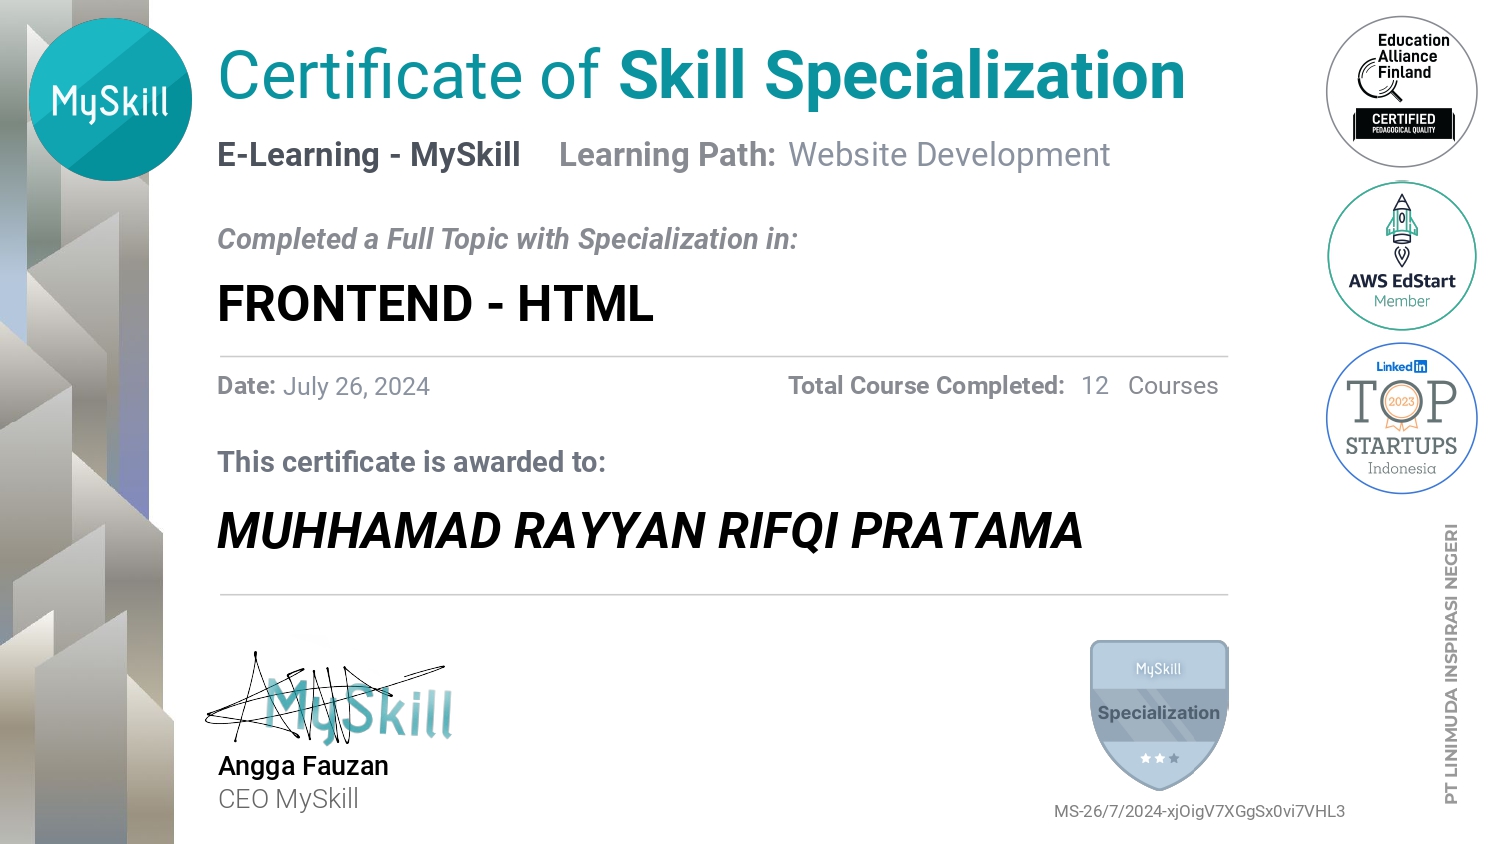 MySkill
Certificate of Skill Specialization
E-Learning - MySkill Learning Path: Website Development
Completed a Full Topic with Specialization in:
FRONTEND - HTML
Date: July 26, 2024 Total Course Completed: 12 Courses
This certificate is awarded to:
MUHHAMAD RAYYAN RIFQI PRATAMA
MySkill
Angga Fauzan
CEO MySkill
MySkill
Specialization
MS-26/7/2024-xjOigV7XGgSx0vi7VHL3
Education
Alliance
Finland
CERTIFIED
PEDAGOGICAL QUALITY
AWS EdStart
Member
Linked in
TOP
2023
STARTUPS
Indonesia
PT LINIMUDA INSPIRASI NEGERI